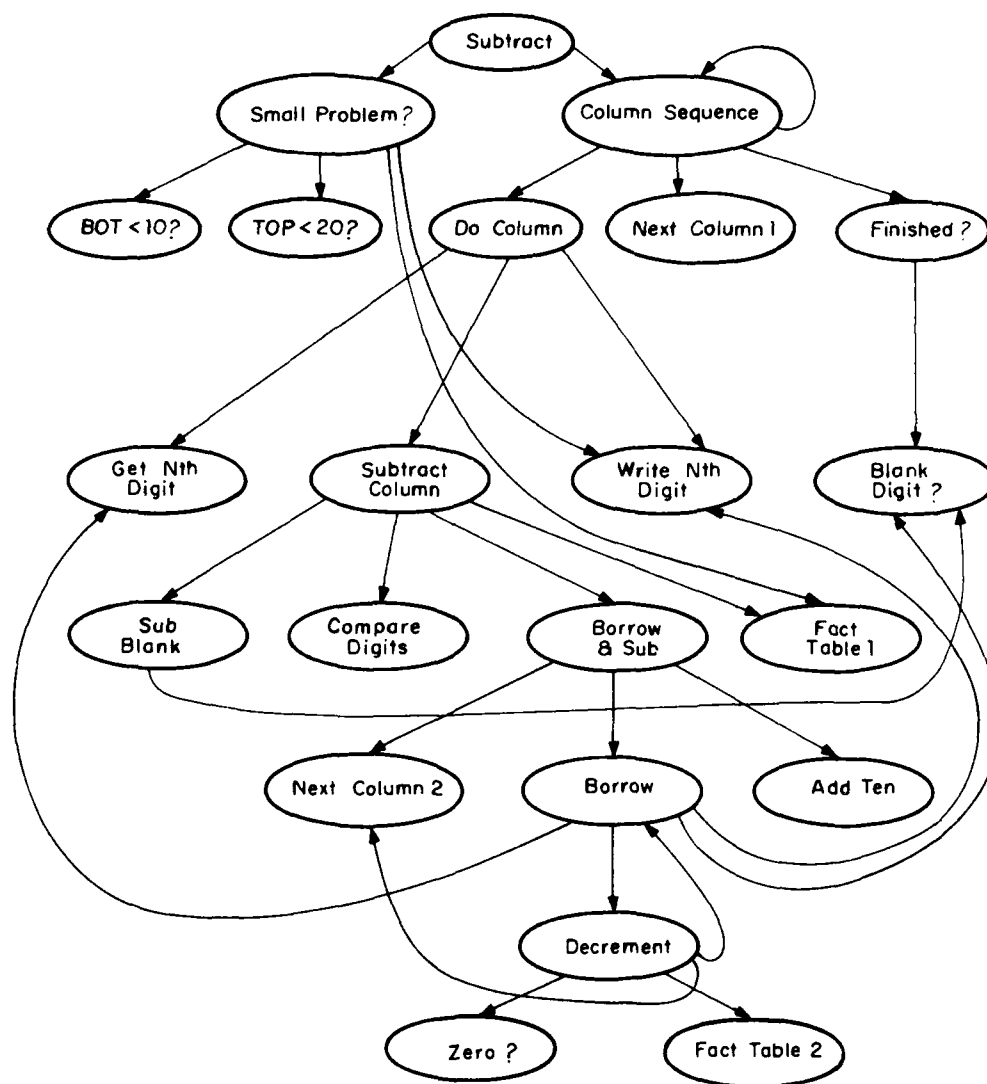 Subtract
Small Problem?
Column Sequence
BOT<10?
TOP<20?
Do Column
Next Column 1
Finished?
Get Nth
Digit
Subtract
Column
Write Nth
Digit
Blank
Digit?
Sub
Blank
Compare
Digits
Borrow
& Sub
Fact
Table 1
Next Column 2
Borrow
Add Ten
Decrement
Zero?
Fact Table 2